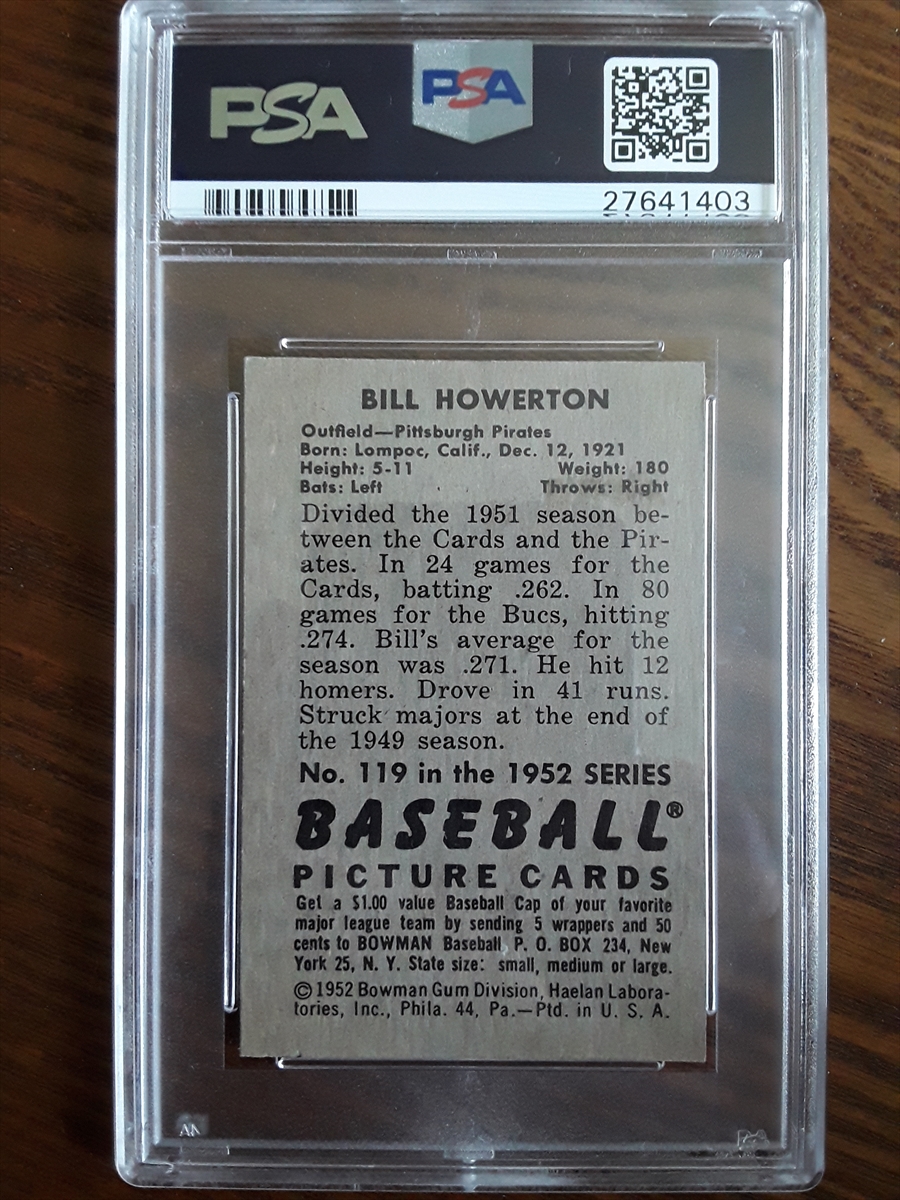 PSA
PSA
27641403
BILL HOWERTON
Outfield—Pittsburgh Pirates
Born: Lompoc, Calif., Dec. 12, 1921
Height: 5-11 Weight: 180
Bats: Left Throws: Right
Divided the 1951 season be-
tween the Cards and the Pir-
ates. In 24 games for the
Cards, batting .262. In 80
games for the Bucs, hitting
.274. Bill's average for the
season was .271. He hit 12
homers. Drove in 41 runs.
Struck majors at the end of
the 1949 season.
No. 119 in the 1952 SERIES
BASEBALL®
PICTURE CARDS
Get a $1.00 value Baseball Cap of your favorite
major league team by sending 5 wrappers and 50
cents to BOWMAN Baseball, P. O. BOX 234, New
York 25, N. Y. State size: small, medium or large.
© 1952 Bowman Gum Division, Haelan Labora-
tories, Inc., Phila. 44, Pa.—Ptd. in U. S. A.